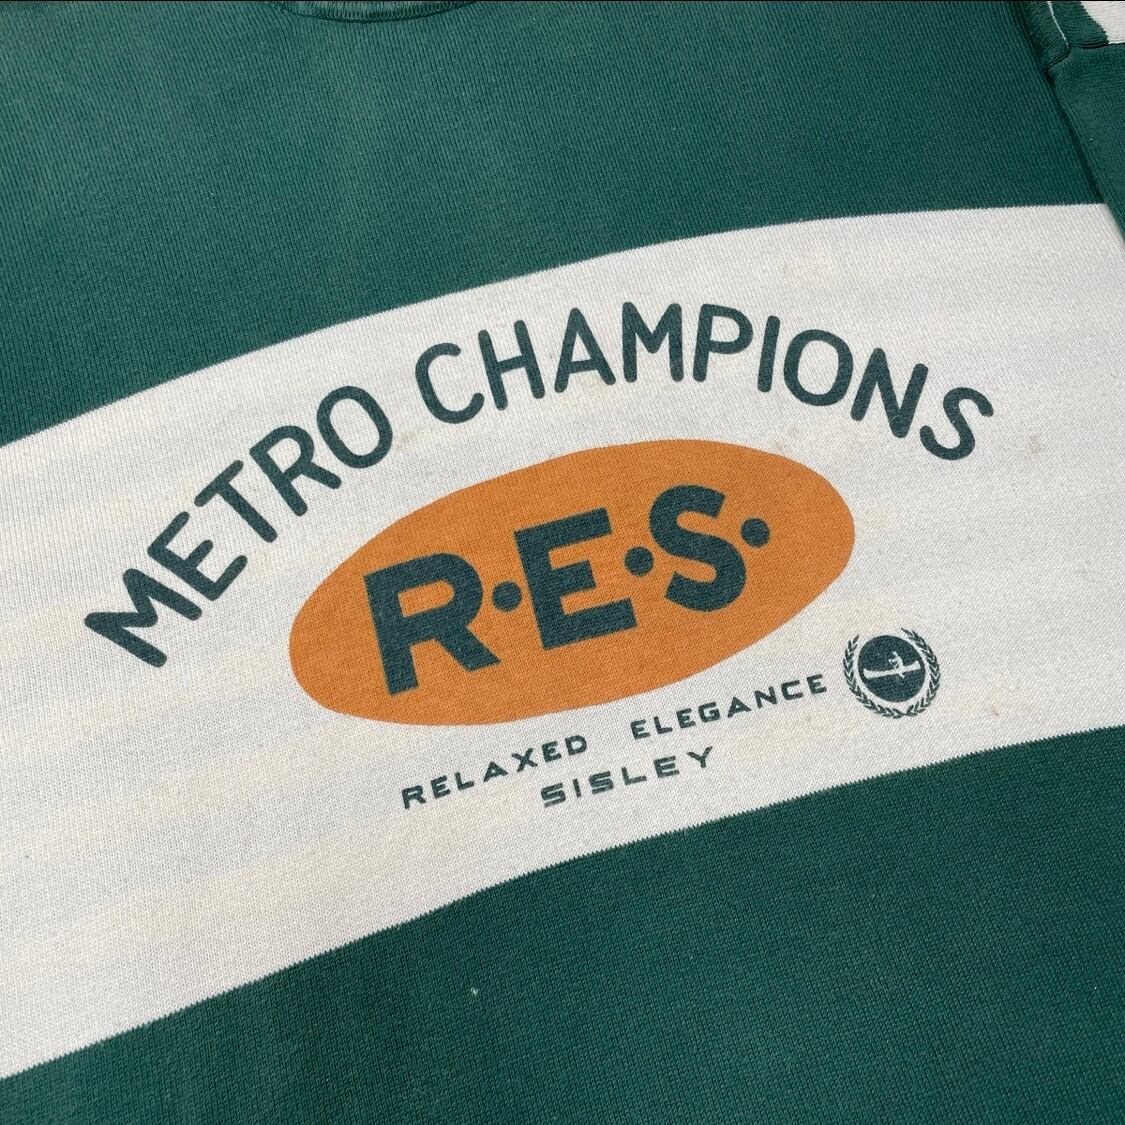 METRO CHAMPIONS
R·E·S·
RELAXED ELEGANCE
SISLEY